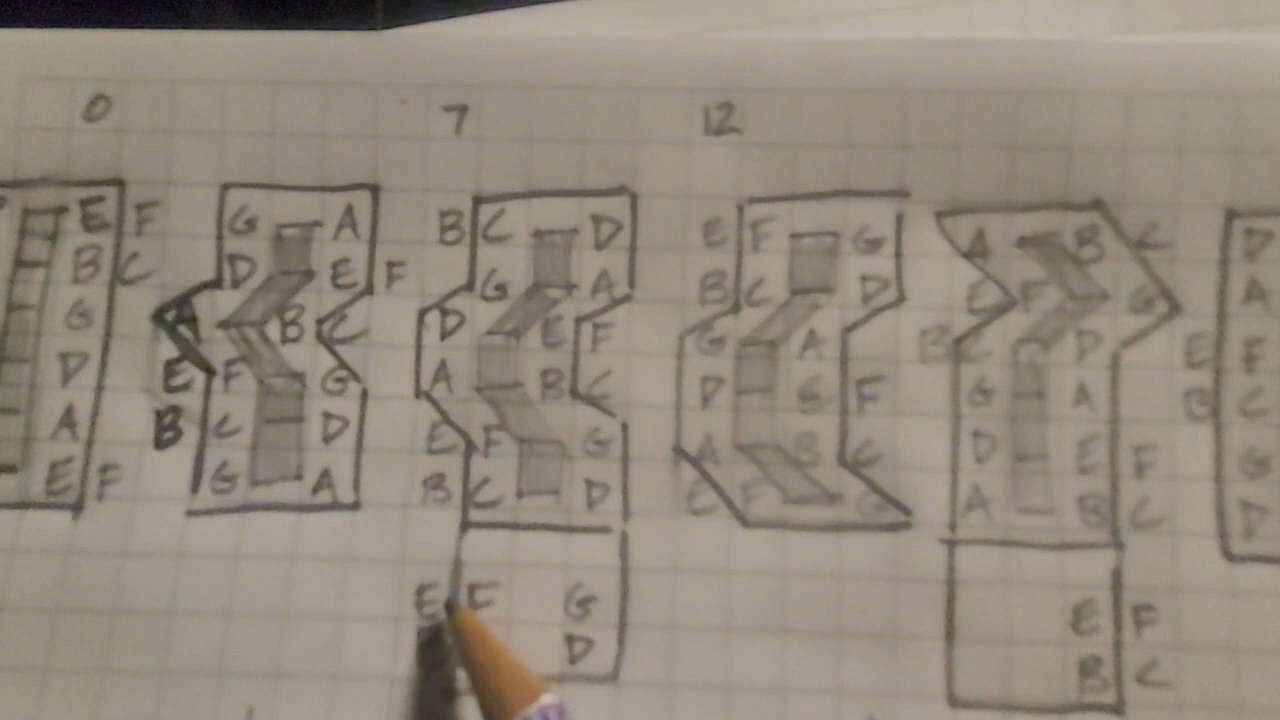 0 7 12
E F G A B C D E F G A B C
B C D E F G A B C D E F G A
G A B C D E F G A B C D E F
D E F G D A B C D F G A C
A B C D E F G A B C D E F G
E F G A B C D F G A B C D
E F G E F
D B C